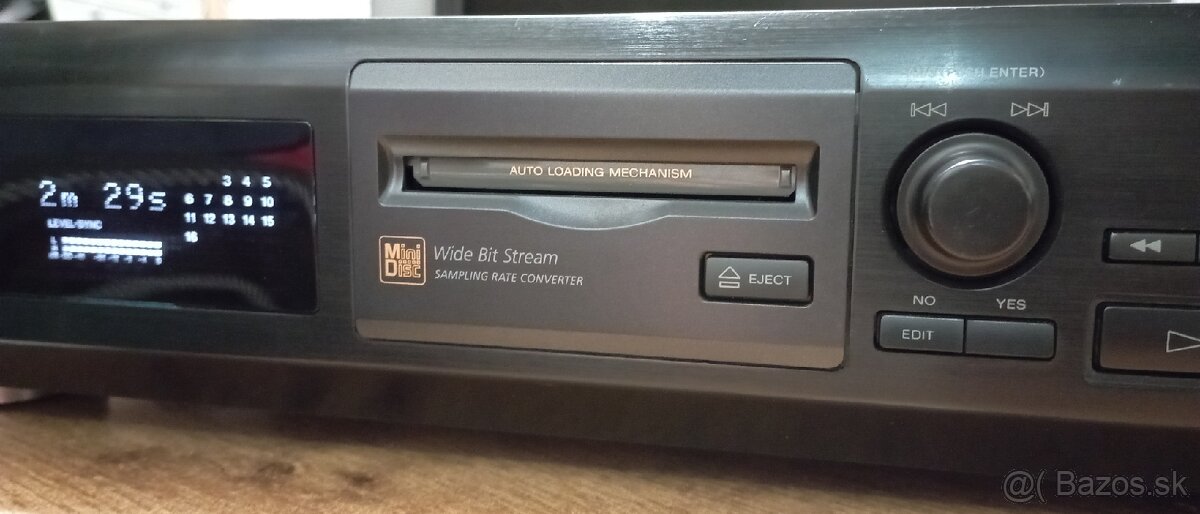 2m 29s
3 4 5
6 7 8 9 10
11 12 13 14 15
16
LEVEL-SYNC
AUTO LOADING MECHANISM
Mini Disc
Wide Bit Stream
SAMPLING RATE CONVERTER
EJECT
ENTER)
NO YES
EDIT
@( Bazos.sk